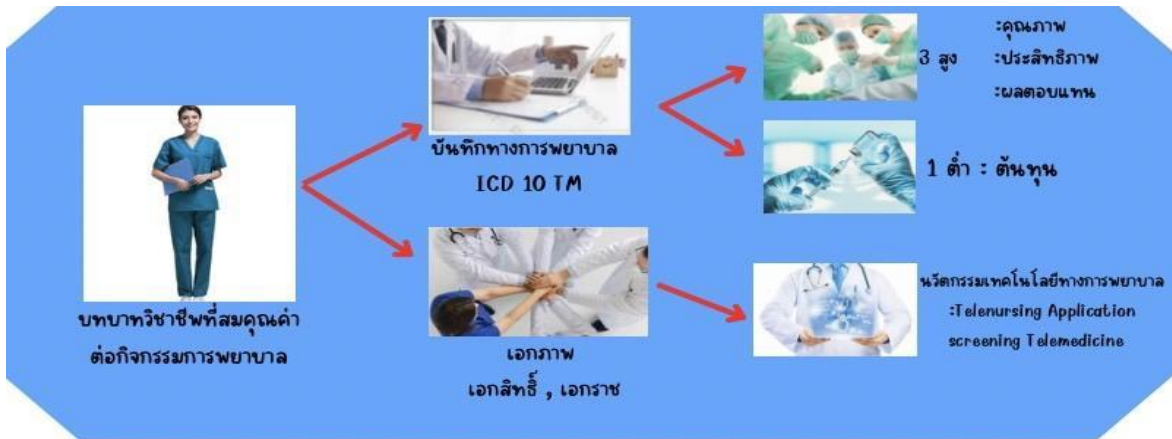 บทบาทวิชาชีพที่สมคุณค่า
ต่อกิจกรรมการพยาบาล
บันทึกทางการพยาบาล
ICD 10 TM
เอกภาพ
เอกสิทธิ์ , เอกราช
3 สูง :คุณภาพ
:ประสิทธิภาพ
:ผลตอบแทน
1 ต่ำ : ต้นทุน
นวัตกรรมเทคโนโลยีทางการพยาบาล
:Telenursing Application
screening Telemedicine